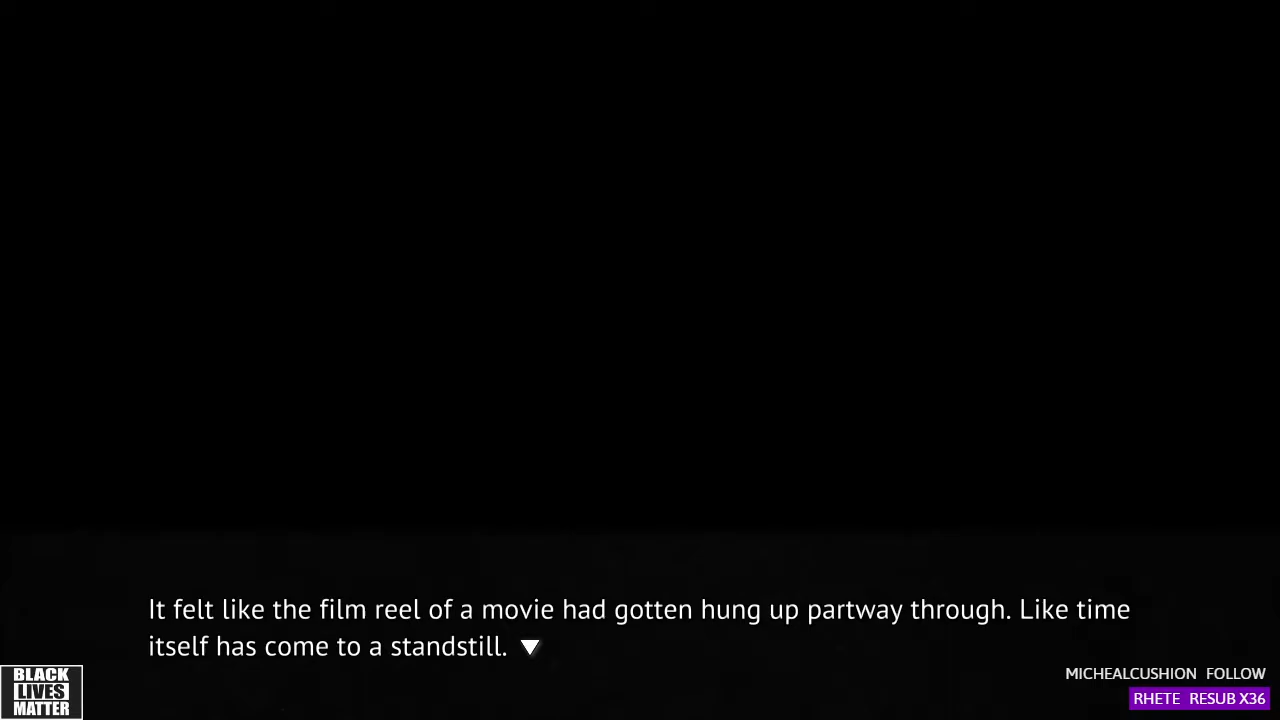 It felt like the film reel of a movie had gotten hung up partway through. Like time
itself has come to a standstill.
BLACK
LIVES
MATTER
MICHEALCUSHION FOLLOW
RHETE RESUB X36